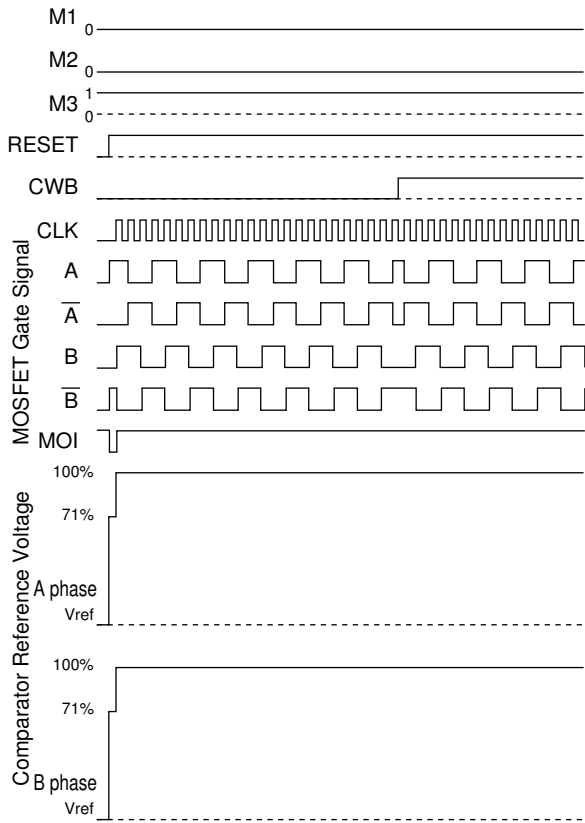 M1 0
M2 0
M3 1
0
RESET
CWB
CLK
MOSFET Gate Signal
A
A̅
B
B̅
MOI
Comparator Reference Voltage
100%
71%
A phase
Vref
100%
71%
B phase
Vref